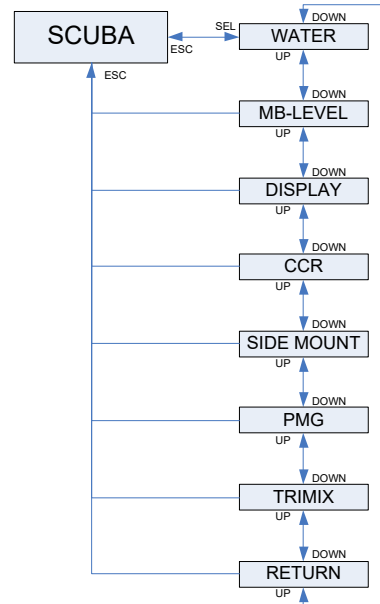 DOWN
SCUBA SEL WATER
ESC UP
ESC
DOWN
MB-LEVEL
UP
DOWN
DISPLAY
UP
DOWN
CCR
UP
DOWN
SIDE MOUNT
UP
DOWN
PMG
UP
DOWN
TRIMIX
UP
DOWN
RETURN
UP